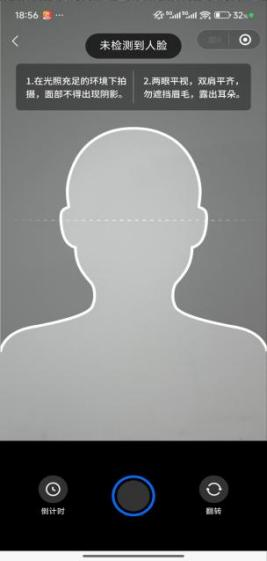 18:56
5G 5G 32%
未检测到人脸
1.在光照充足的环境下拍
摄，面部不得出现阴影。
2.两眼平视，双肩平齐，
勿遮挡眉毛，露出耳朵。
倒计时
翻转